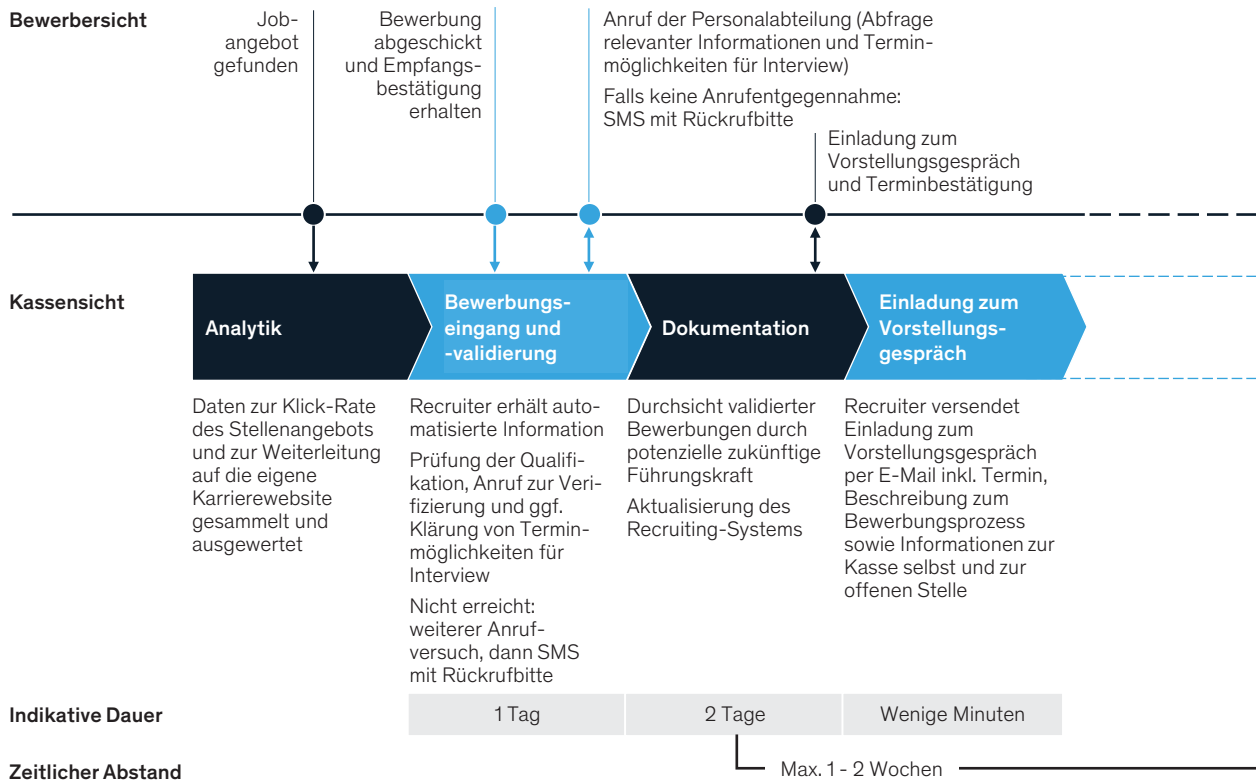 Bewerbersicht
Job-
angebot
gefunden
Bewerbung
abgeschickt
und Empfangs-
bestätigung
erhalten
Anruf der Personalabteilung (Abfrage
relevanter Informationen und Termin-
möglichkeiten für Interview)
Falls keine Anrufentgegennahme:
SMS mit Rückrufbitte
Einladung zum
Vorstellungsgespräch
und Terminbestätigung
Kassensicht
Analytik
Bewerbungs-
eingang und
-validierung
Dokumentation
Einladung zum
Vorstellungs-
gespräch
Daten zur Klick-Rate
des Stellenangebots
und zur Weiterleitung
auf die eigene
Karrierewebsite
gesammelt und
ausgewertet
Recruiter erhält auto-
matisierte Information
Prüfung der Qualifi-
kation, Anruf zur Veri-
fizierung und ggf.
Klärung von Termin-
möglichkeiten für
Interview
Nicht erreicht:
weiterer Anruf-
versuch, dann SMS
mit Rückrufbitte
Durchsicht validierter
Bewerbungen durch
potenzielle zukünftige
Führungskraft
Aktualisierung des
Recruiting-Systems
Recruiter versendet
Einladung zum
Vorstellungsgespräch
per E-Mail inkl. Termin,
Beschreibung zum
Bewerbungsprozess
sowie Informationen zur
Kasse selbst und zur
offenen Stelle
Indikative Dauer
1 Tag
2 Tage
Wenige Minuten
Zeitlicher Abstand
Max. 1 - 2 Wochen